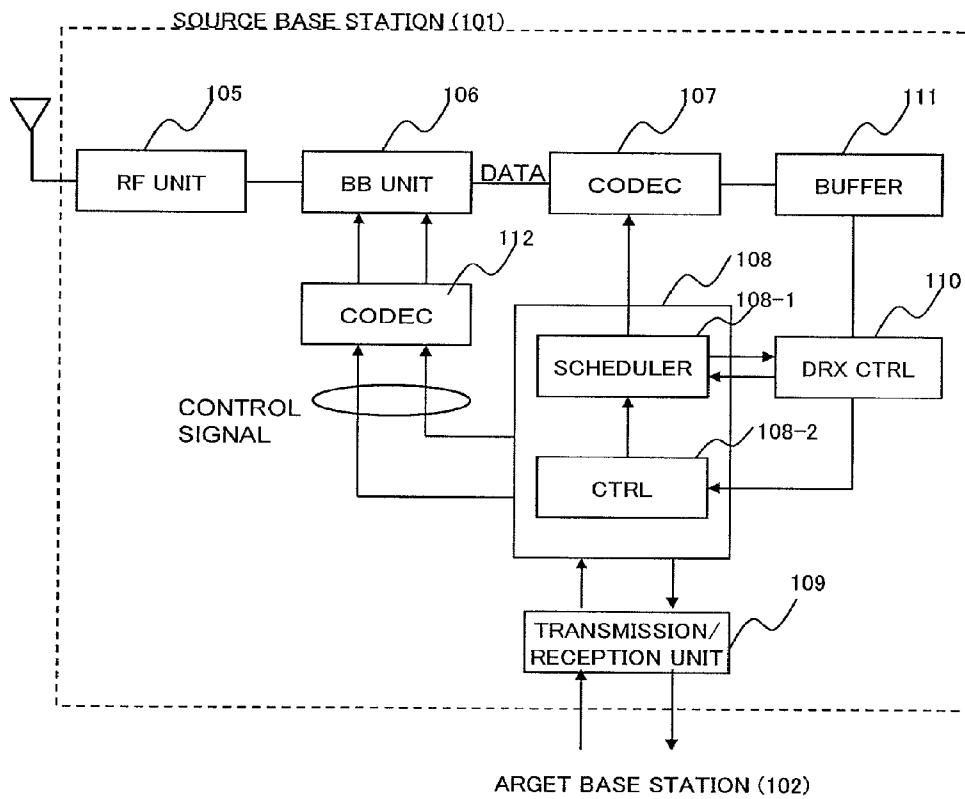 SOURCE BASE STATION (101)
105
106
107
111
RF UNIT
BB UNIT
DATA
CODEC
BUFFER
112
108
110
108-1
CODEC
SCHEDULER
DRX CTRL
CONTROL
SIGNAL
108-2
CTRL
109
TRANSMISSION/
RECEPTION UNIT
ARGET BASE STATION (102)